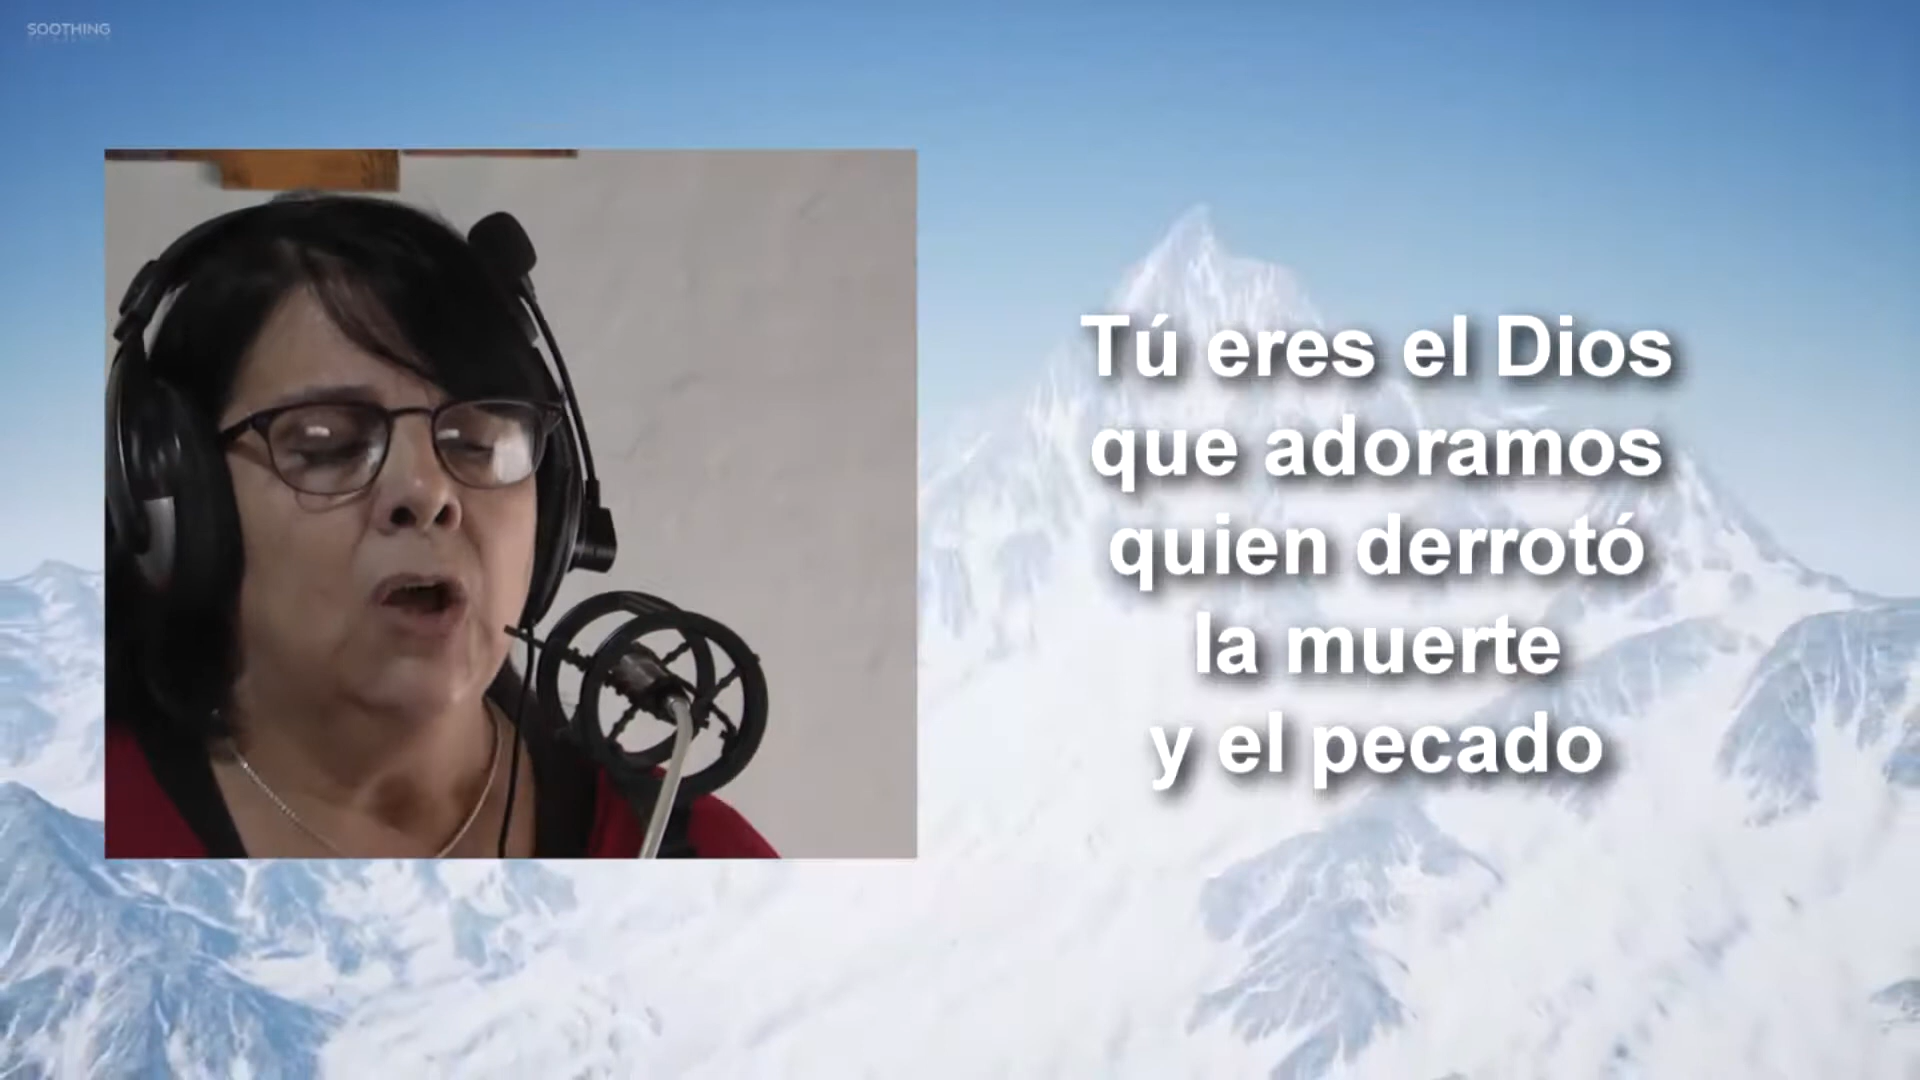 SOOTHING
Tú eres el Dios
que adoramos
quien derrotó
la muerte
y el pecado